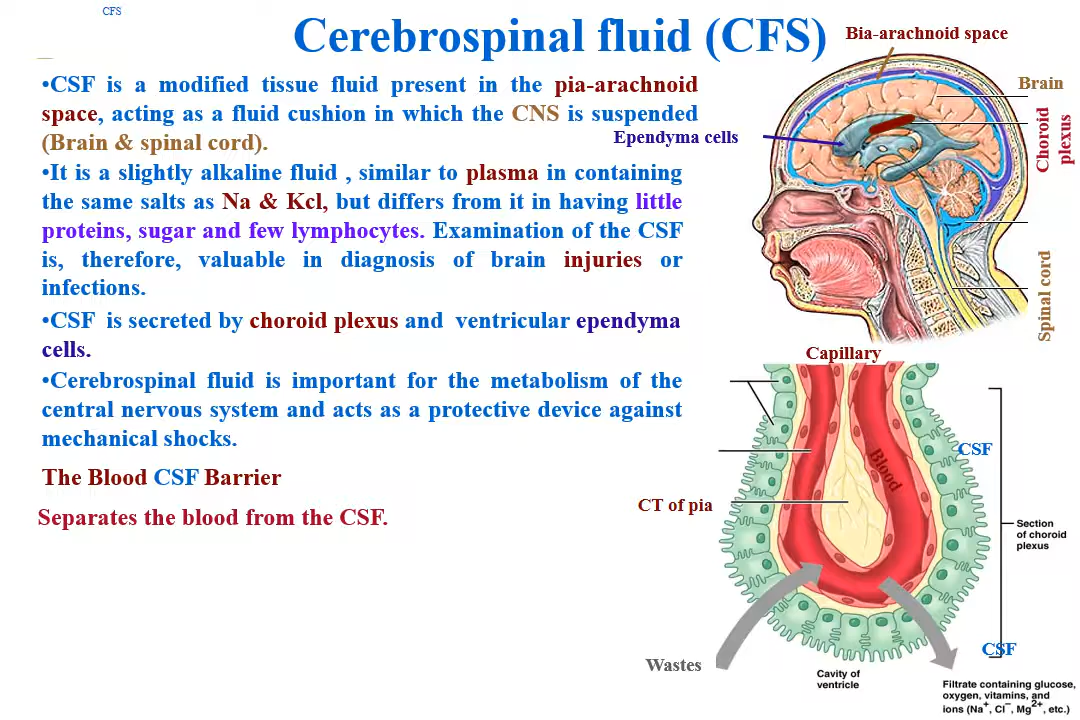 CFS
Cerebrospinal fluid (CFS)
•CSF is a modified tissue fluid present in the pia-arachnoid
space, acting as a fluid cushion in which the CNS is suspended
(Brain & spinal cord).
•It is a slightly alkaline fluid , similar to plasma in containing
the same salts as Na & Kcl, but differs from it in having little
proteins, sugar and few lymphocytes. Examination of the CSF
is, therefore, valuable in diagnosis of brain injuries or
infections.
•CSF is secreted by choroid plexus and ventricular ependyma
cells.
•Cerebrospinal fluid is important for the metabolism of the
central nervous system and acts as a protective device against
mechanical shocks.
The Blood CSF Barrier
Separates the blood from the CSF.
Bia-arachnoid space
Brain
Choroid
plexus
Ependyma cells
Spinal cord
Capillary
CSF
Blood
CT of pia
Section
of choroid
plexus
CSF
Wastes
Cavity of
ventricle
Filtrate containing glucose,
oxygen, vitamins, and
ions (Na⁺, Cl⁻, Mg²⁺, etc.)